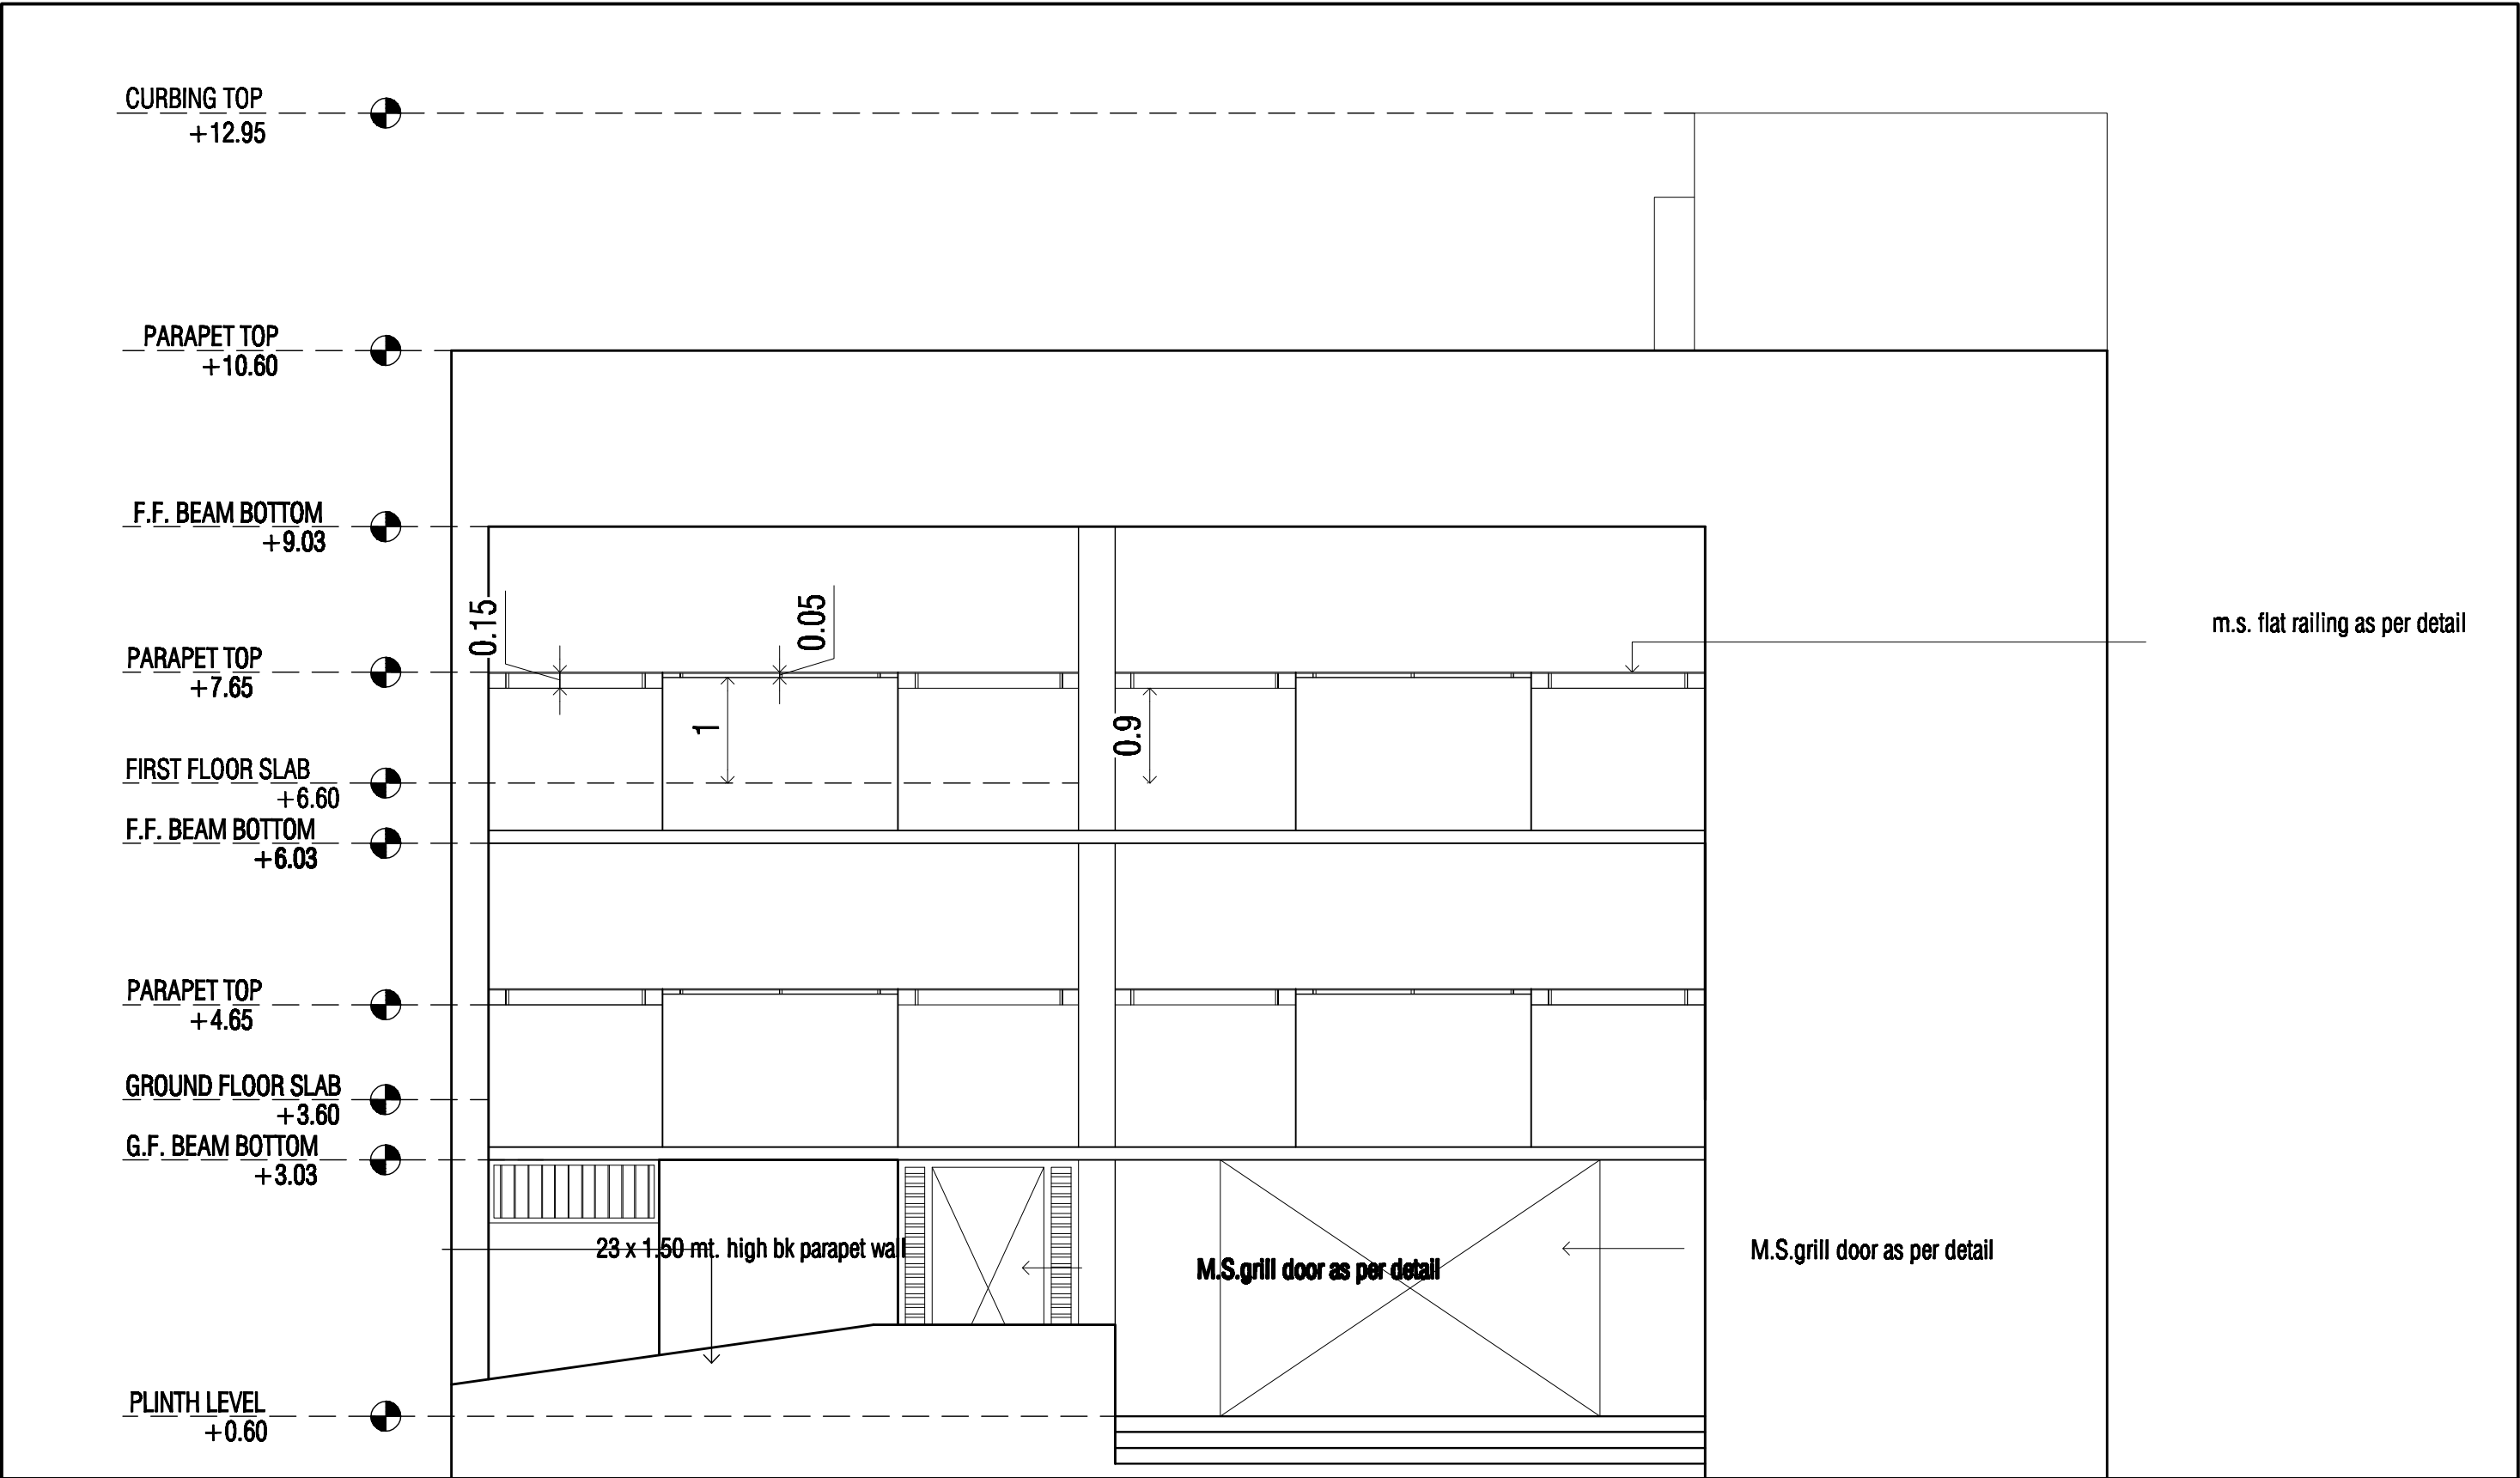 CURBING TOP
+12.95
PARAPET TOP
+10.60
F.F. BEAM BOTTOM
+9.03
0.15
0.05
m.s. flat railing as per detail
PARAPET TOP
+7.65
1
0.9
FIRST FLOOR SLAB
+6.60
F.F. BEAM BOTTOM
+6.03
PARAPET TOP
+4.65
GROUND FLOOR SLAB
+3.60
G.F. BEAM BOTTOM
+3.03
23 x 1.50 mt. high bk parapet wall
M.S.grill door as per detail
M.S.grill door as per detail
PLINTH LEVEL
+0.60